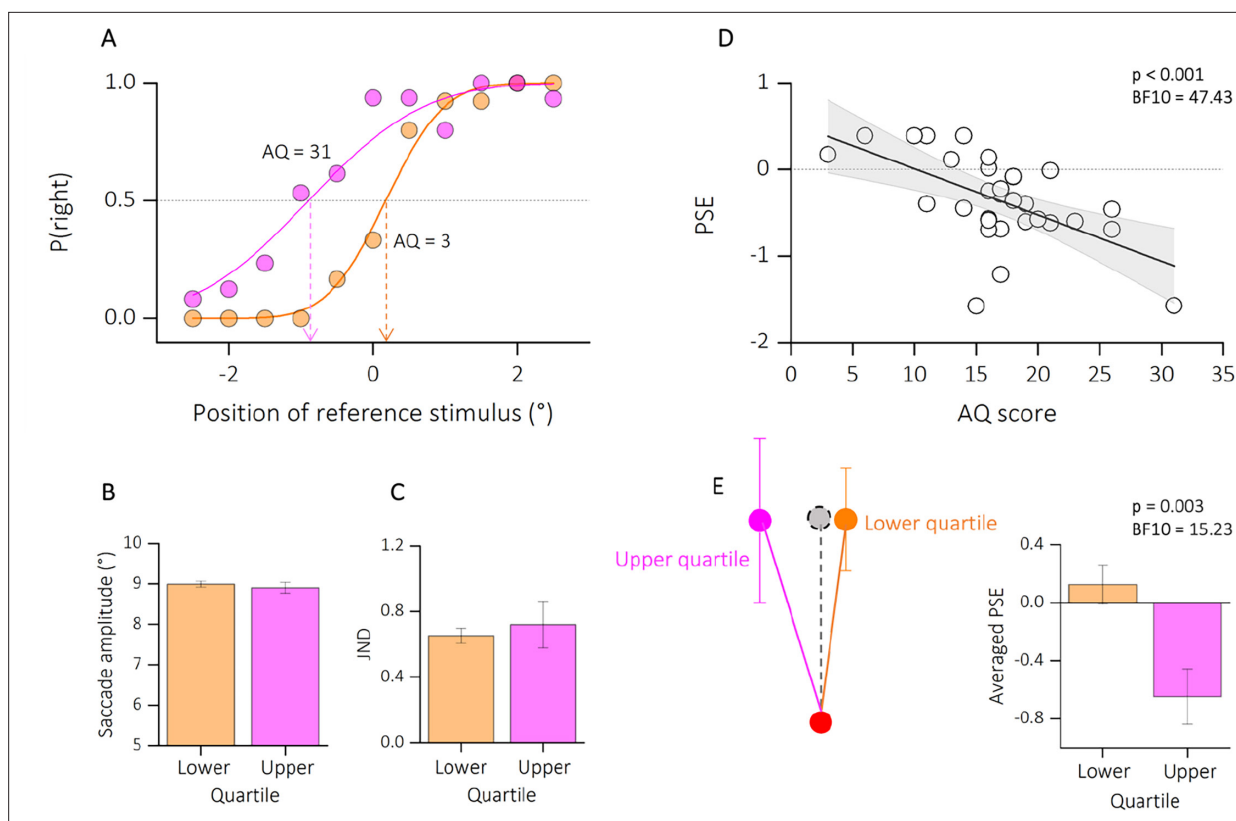 A
P(right)
1.0
0.5
0.0
AQ = 31
AQ = 3
-2
0
2
Position of reference stimulus (°)
D
p < 0.001
BF10 = 47.43
PSE
1
0
-1
-2
0
5
10
15
20
25
30
35
AQ score
B
Saccade amplitude (°)
10
9
8
7
6
5
Lower
Upper
Quartile
C
JND
1.2
0.8
0.4
0.0
Lower
Upper
Quartile
E
Upper quartile
Lower quartile
p = 0.003
BF10 = 15.23
Averaged PSE
0.4
0.0
-0.4
-0.8
Lower
Upper
Quartile